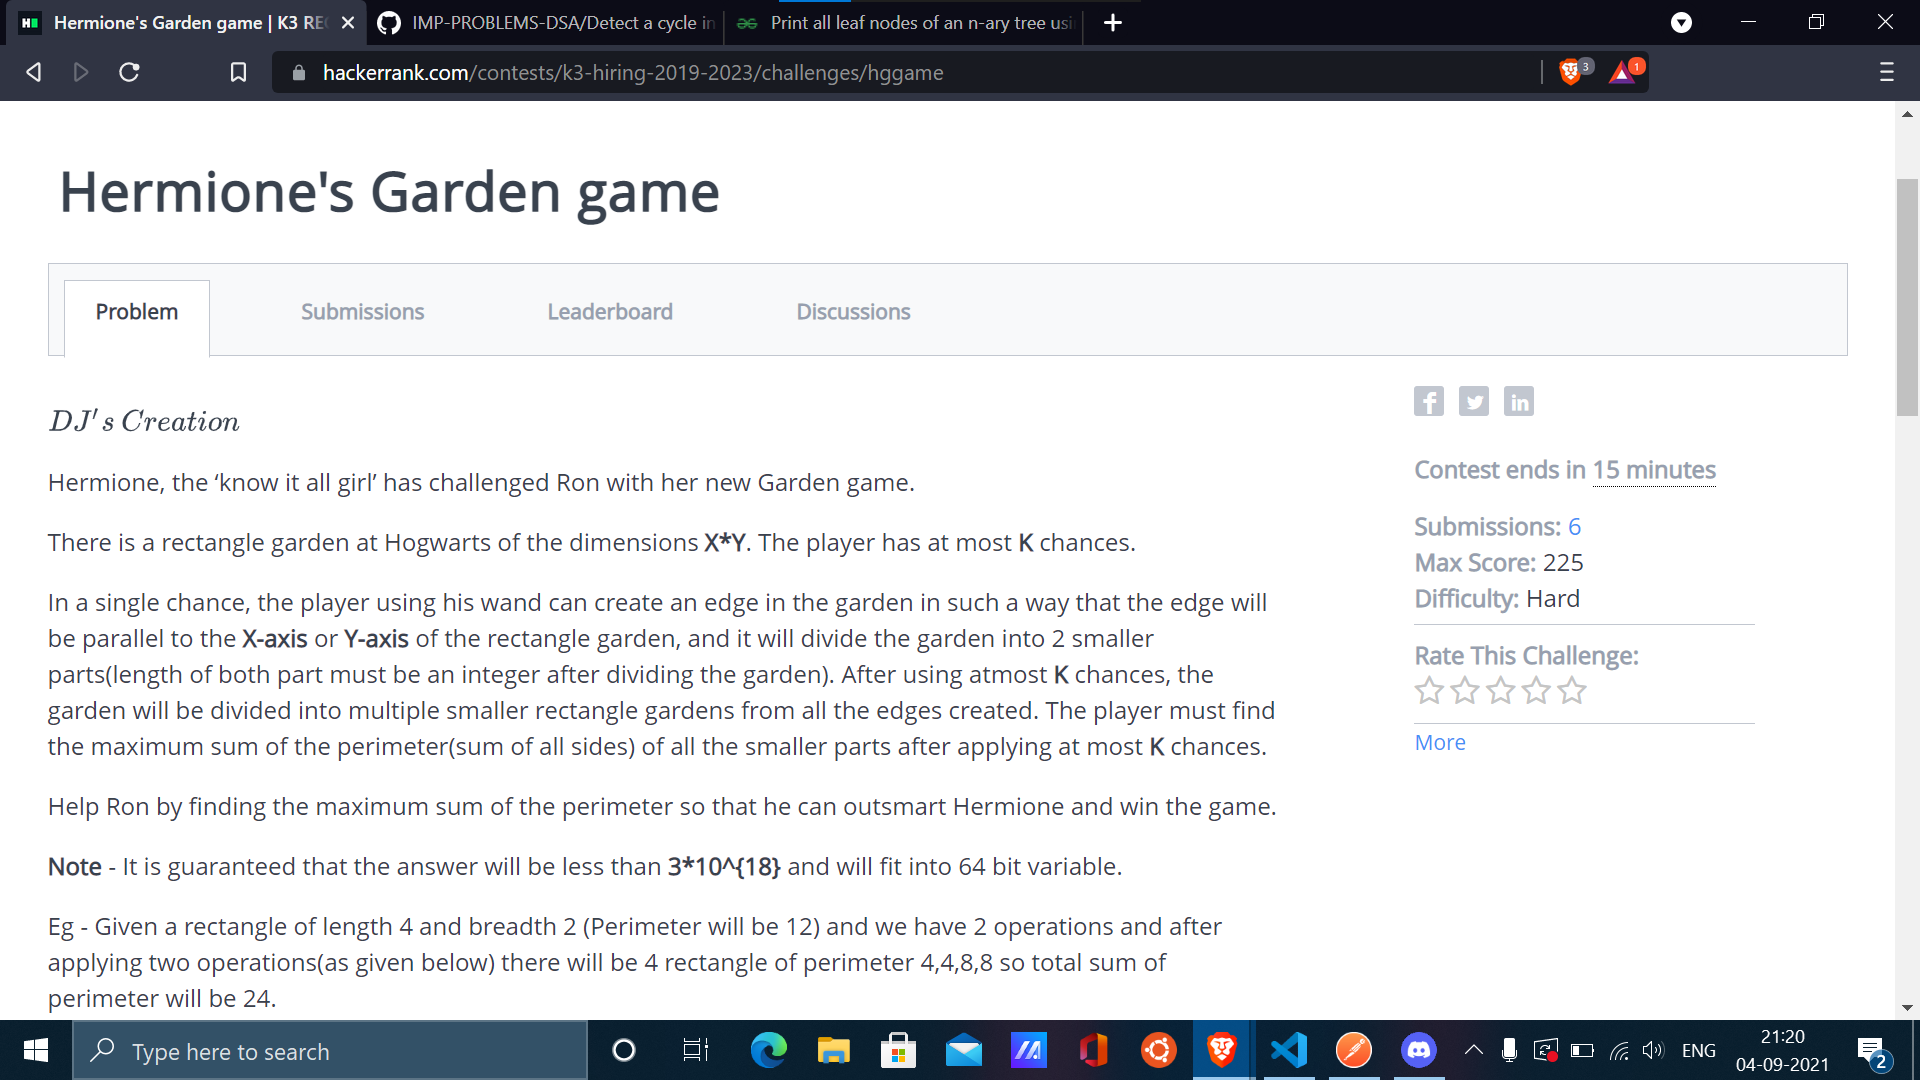 Hermione's Garden game | K3 RE
IMP-PROBLEMS-DSA/Detect a cycle in
Print all leaf nodes of an n-ary tree usi
hackerrank.com/contests/k3-hiring-2019-2023/challenges/hggame
3
1
Hermione's Garden game
Problem
Submissions
Leaderboard
Discussions
DJ's Creation
Hermione, the ‘know it all girl’ has challenged Ron with her new Garden game.
There is a rectangle garden at Hogwarts of the dimensions X*Y. The player has at most K chances.
In a single chance, the player using his wand can create an edge in the garden in such a way that the edge will
be parallel to the X-axis or Y-axis of the rectangle garden, and it will divide the garden into 2 smaller
parts(length of both part must be an integer after dividing the garden). After using atmost K chances, the
garden will be divided into multiple smaller rectangle gardens from all the edges created. The player must find
the maximum sum of the perimeter(sum of all sides) of all the smaller parts after applying at most K chances.
Help Ron by finding the maximum sum of the perimeter so that he can outsmart Hermione and win the game.
Note - It is guaranteed that the answer will be less than 3*10^{18} and will fit into 64 bit variable.
Eg - Given a rectangle of length 4 and breadth 2 (Perimeter will be 12) and we have 2 operations and after
applying two operations(as given below) there will be 4 rectangle of perimeter 4,4,8,8 so total sum of
perimeter will be 24.
Contest ends in 15 minutes
Submissions: 6
Max Score: 225
Difficulty: Hard
Rate This Challenge:
More
Type here to search
ENG
21:20
04-09-2021
2